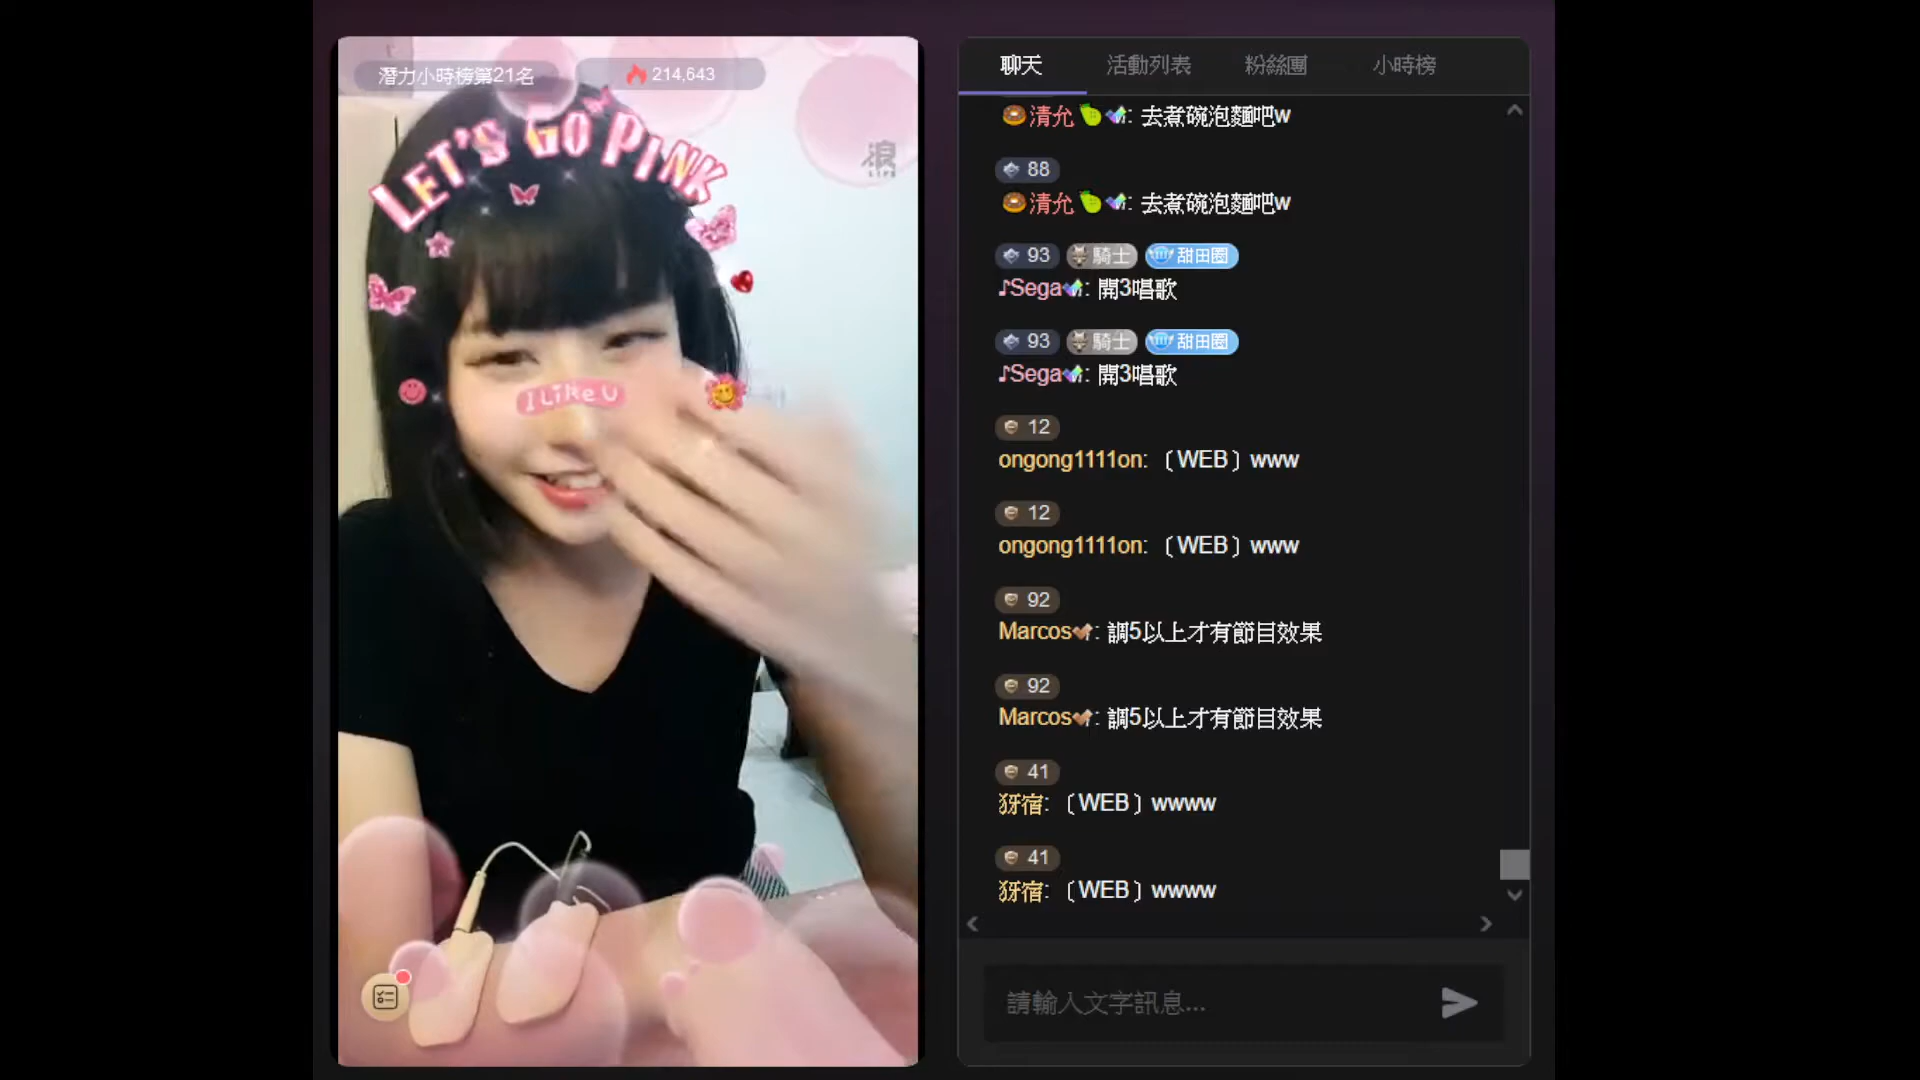 潛力小時榜第21名
214,643
LET'S GO PINK
浪
LIVE
I Like U
聊天
活動列表
粉絲團
小時榜
清允: 去煮碗泡麵吧w
88
清允: 去煮碗泡麵吧w
93 騎士 甜田圈
♪Sega: 開3唱歌
93 騎士 甜田圈
♪Sega: 開3唱歌
12
ongong1111on: 〔WEB〕www
12
ongong1111on: 〔WEB〕www
92
Marcos: 調5以上才有節目效果
92
Marcos: 調5以上才有節目效果
41
犽宿: 〔WEB〕wwww
41
犽宿: 〔WEB〕wwww
請輸入文字訊息...